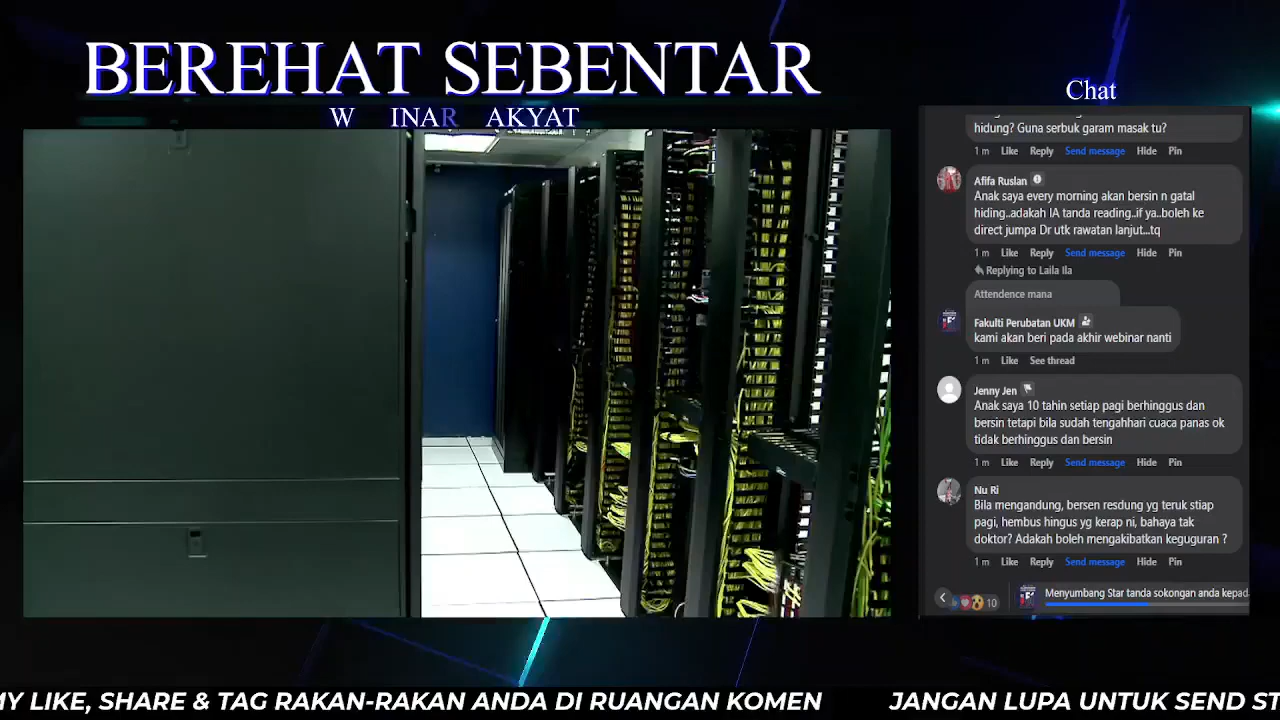 BEREHAT SEBENTAR
W INAR AKYAT
Chat
hidung? Guna serbuk garam masak tu?
1 m Like Reply Send message Hide Pin
Afifa Ruslan
Anak saya every morning akan bersin n gatal
hiding..adakah IA tanda reading..if ya..boleh ke
direct jumpa Dr utk rawatan lanjut...tq
1 m Like Reply Send message Hide Pin
Replying to Laila Ila
Attendence mana
Fakulti Perubatan UKM
kami akan beri pada akhir webinar nanti
1 m Like See thread
Jenny Jen
Anak saya 10 tahin setiap pagi berhinggus dan
bersin tetapi bila sudah tengahhari cuaca panas ok
tidak berhinggus dan bersin
1 m Like Reply Send message Hide Pin
Nu Ri
Bila mengandung, bersen resdung yg teruk stiap
pagi, hembus hingus yg kerap ni, bahaya tak
doktor? Adakah boleh mengakibatkan keguguran ?
1 m Like Reply Send message Hide Pin
10
Menyumbang Star tanda sokongan anda kepad
MY LIKE, SHARE & TAG RAKAN-RAKAN ANDA DI RUANGAN KOMEN JANGAN LUPA UNTUK SEND ST